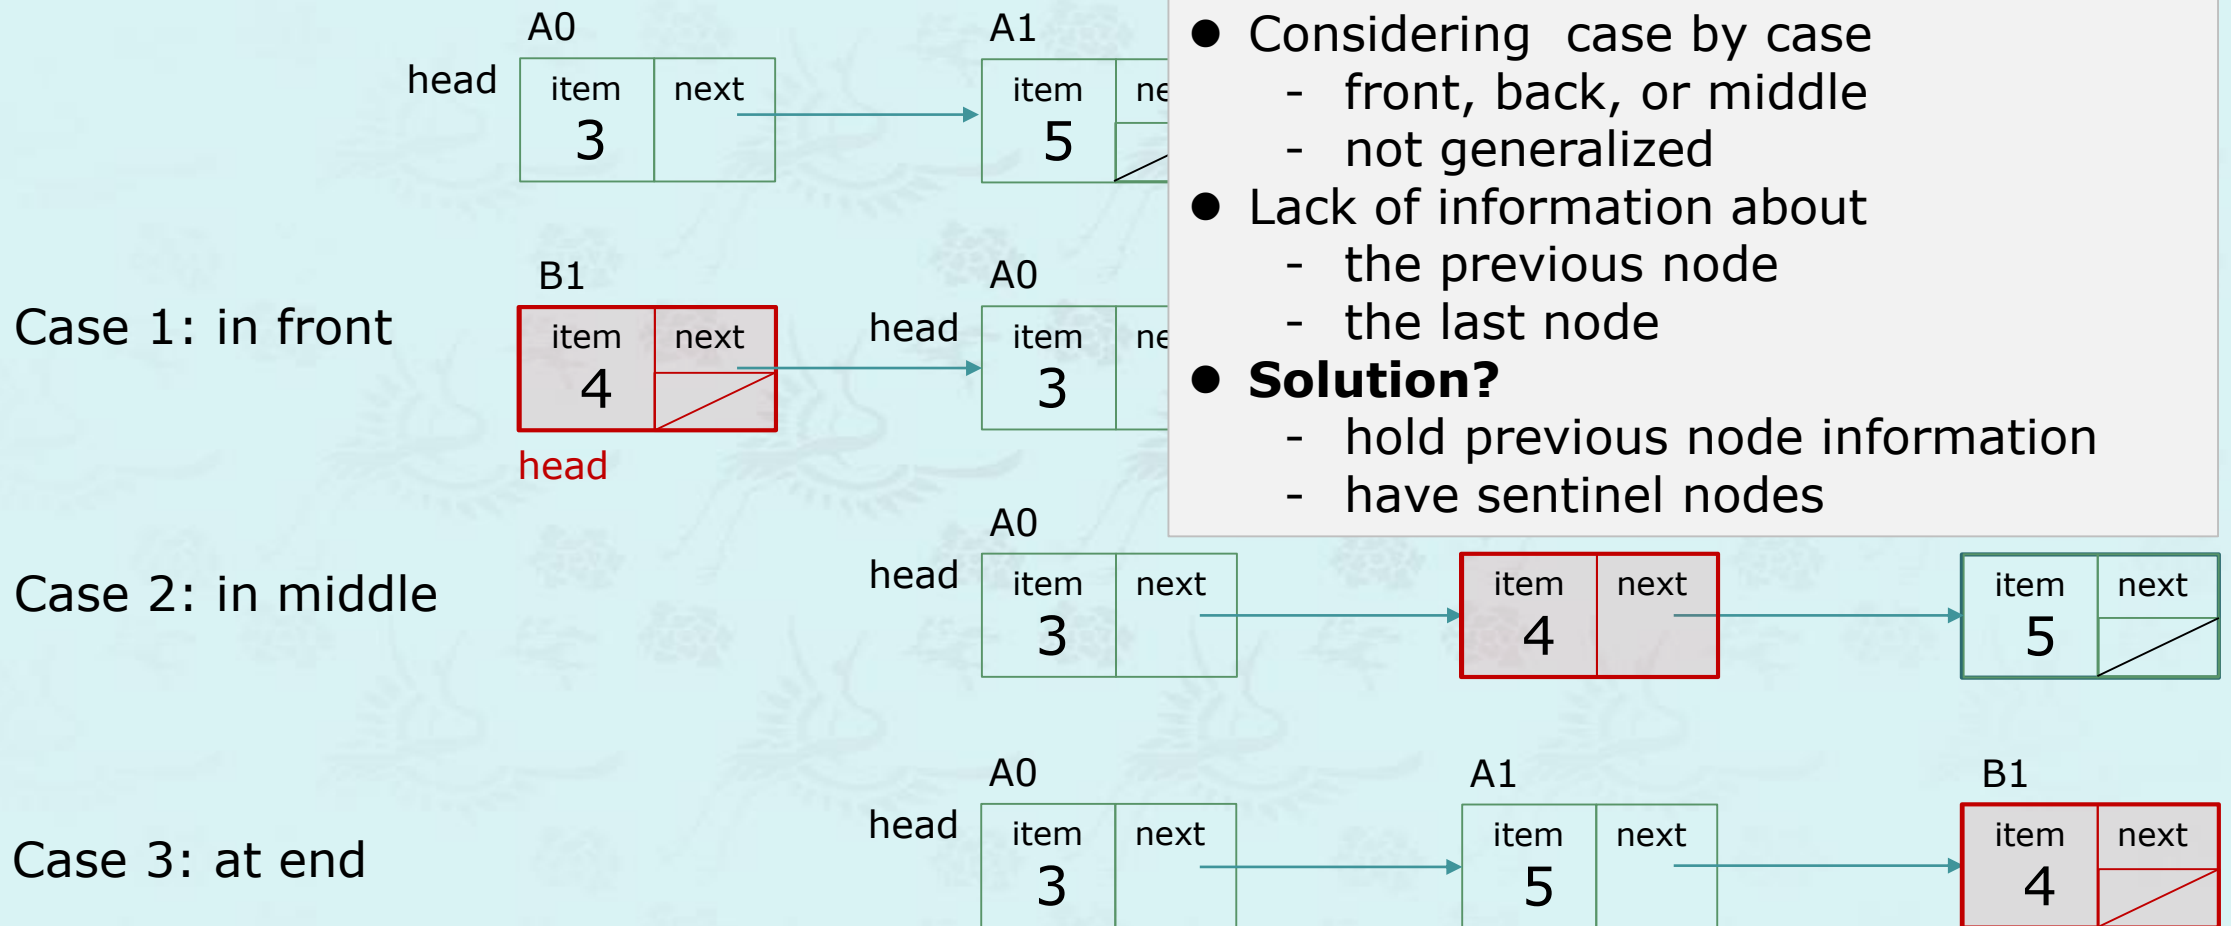 A0
A1
head
item
next
3
item
ne
5
● Considering case by case
- front, back, or middle
- not generalized
● Lack of information about
- the previous node
- the last node
● Solution?
- hold previous node information
- have sentinel nodes
Case 1: in front
B1
item
next
4
head
head
A0
item
ne
3
Case 2: in middle
head
A0
item
next
3
item
next
4
item
next
5
Case 3: at end
head
A0
item
next
3
A1
item
next
5
B1
item
next
4